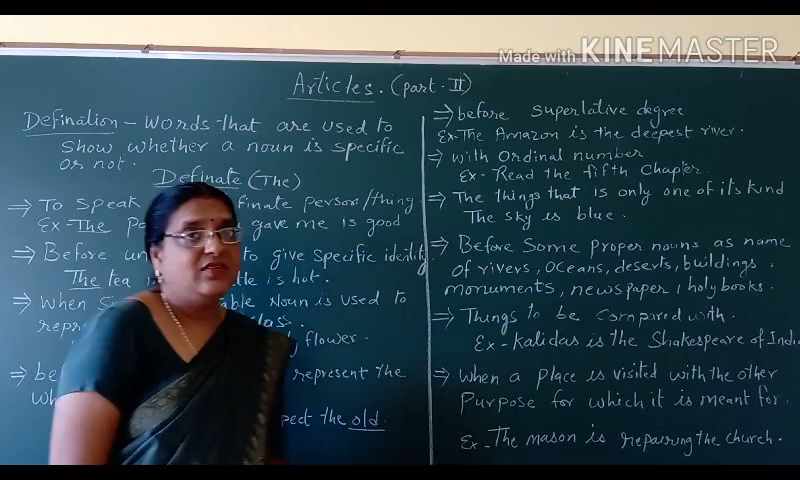 Made with KINEMASTER
Articles. (part-II)
Defination - Words that are used to
show whether a noun is specific
or not.
Definate (The)
⇒ To speak finate person/thing
Ex-The gave me is good
⇒ Before to give specific idetity.
The tea is hot.
⇒ When able Noun is used to
class.
flower.
⇒ represent the
pect the old.
⇒ before superlative degree
Ex-The Amazon is the deepest river.
⇒ with ordinal number
Ex- Read the fifth Chapter.
⇒ The things that is only one of its kind
The sky is blue.
⇒ Before some proper nouns as name
of rivers, oceans, deserts, buildings,
monuments, newspaper, holy books.
⇒ Things to be compared with.
Ex- Kalidas is the Shakespeare of India
⇒ When a place is visited with the other
purpose for which it is meant for.
Ex- The mason is repairing the church.